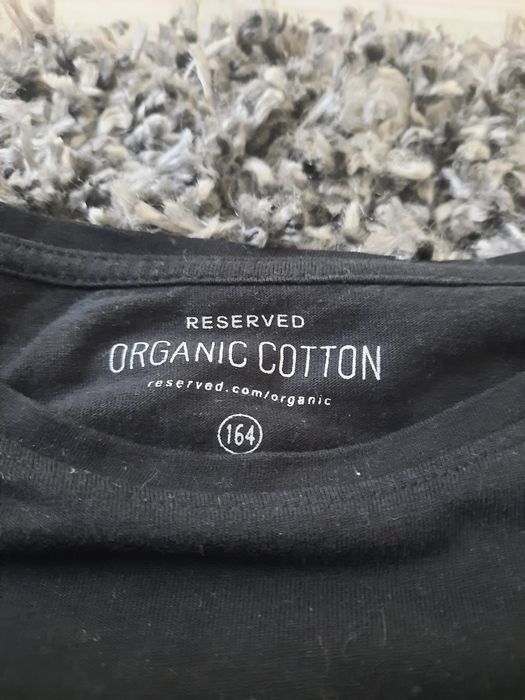 RESERVED
ORGANIC COTTON
reserved.com/organic
164